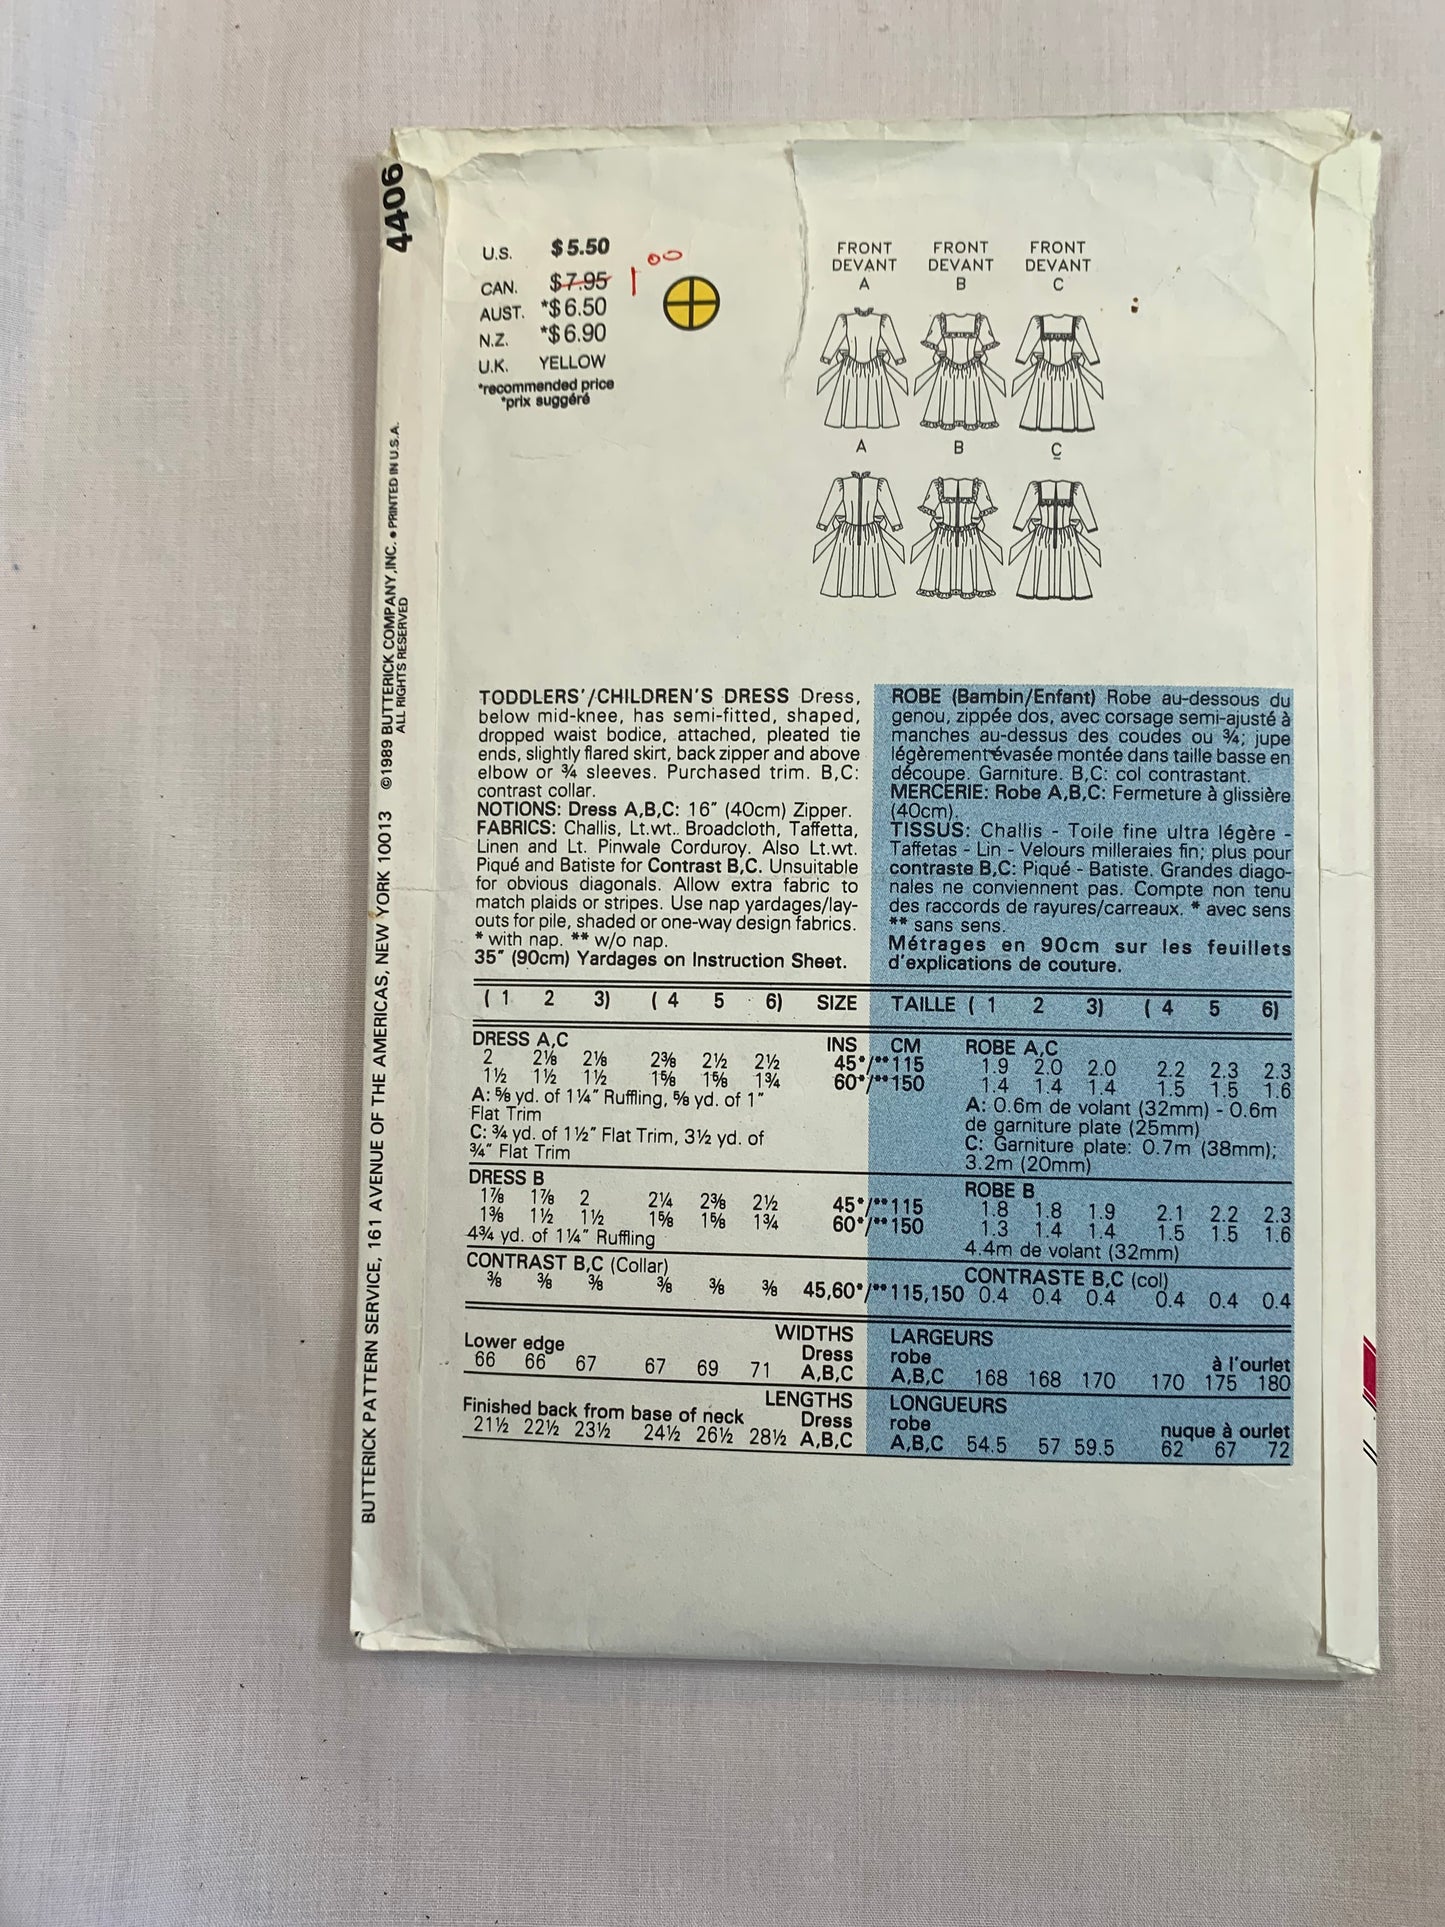 4406
©1989 BUTTERICK COMPANY, INC. • PRINTED IN U.S.A.
ALL RIGHTS RESERVED
BUTTERICK PATTERN SERVICE, 161 AVENUE OF THE AMERICAS, NEW YORK 10013
U.S. $5.50
CAN. $7.95 1 00
AUST. *$6.50
N.Z. *$6.90
U.K. YELLOW
*recommended price
*prix suggéré
FRONT FRONT FRONT
DEVANT DEVANT DEVANT
A B C
A B C
TODDLERS'/CHILDREN'S DRESS Dress,
below mid-knee, has semi-fitted, shaped,
dropped waist bodice, attached, pleated tie
ends, slightly flared skirt, back zipper and above
elbow or ¾ sleeves. Purchased trim. B,C:
contrast collar.
NOTIONS: Dress A,B,C: 16" (40cm) Zipper.
FABRICS: Challis, Lt.wt.. Broadcloth, Taffetta,
Linen and Lt. Pinwale Corduroy. Also Lt.wt.
Piqué and Batiste for Contrast B,C. Unsuitable
for obvious diagonals. Allow extra fabric to
match plaids or stripes. Use nap yardages/lay-
outs for pile, shaded or one-way design fabrics.
* with nap. ** w/o nap.
35" (90cm) Yardages on Instruction Sheet.
ROBE (Bambin/Enfant) Robe au-dessous du
genou, zippée dos, avec corsage semi-ajusté à
manches au-dessus des coudes ou ¾; jupe
légèrement évasée montée dans taille basse en
découpe. Garniture. B,C: col contrastant.
MERCERIE: Robe A,B,C: Fermeture à glissière
(40cm).
TISSUS: Challis - Toile fine ultra légère -
Taffetas - Lin - Velours milleraies fin; plus pour
contraste B,C: Piqué - Batiste. Grandes diago-
nales ne conviennent pas. Compte non tenu
des raccords de rayures/carreaux. * avec sens
** sans sens.
Métrages en 90cm sur les feuillets
d'explications de couture.
( 1 2 3) ( 4 5 6) SIZE TAILLE ( 1 2 3) ( 4 5 6)
DRESS A,C INS CM ROBE A,C
2 2⅛ 2⅛ 2⅜ 2½ 2½ 45*/**115 1.9 2.0 2.0 2.2 2.3 2.3
1½ 1½ 1½ 1⅝ 1⅝ 1¾ 60*/**150 1.4 1.4 1.4 1.5 1.5 1.6
A: ⅝ yd. of 1¼" Ruffling, ⅝ yd. of 1"
Flat Trim
C: ¾ yd. of 1½" Flat Trim, 3½ yd. of
¾" Flat Trim
A: 0.6m de volant (32mm) - 0.6m
de garniture plate (25mm)
C: Garniture plate: 0.7m (38mm);
3.2m (20mm)
DRESS B ROBE B
1⅞ 1⅞ 2 2¼ 2⅜ 2½ 45*/**115 1.8 1.8 1.9 2.1 2.2 2.3
1⅜ 1½ 1½ 1⅝ 1⅝ 1¾ 60*/**150 1.3 1.4 1.4 1.5 1.5 1.6
4¾ yd. of 1¼" Ruffling 4.4m de volant (32mm)
CONTRAST B,C (Collar) CONTRASTE B,C (col)
⅜ ⅜ ⅜ ⅜ ⅜ ⅜ 45,60*/**115,150 0.4 0.4 0.4 0.4 0.4 0.4
WIDTHS LARGEURS
Lower edge Dress robe à l'ourlet
66 66 67 67 69 71 A,B,C A,B,C 168 168 170 170 175 180
LENGTHS LONGUEURS
Finished back from base of neck Dress robe nuque à ourlet
21½ 22½ 23½ 24½ 26½ 28½ A,B,C A,B,C 54.5 57 59.5 62 67 72